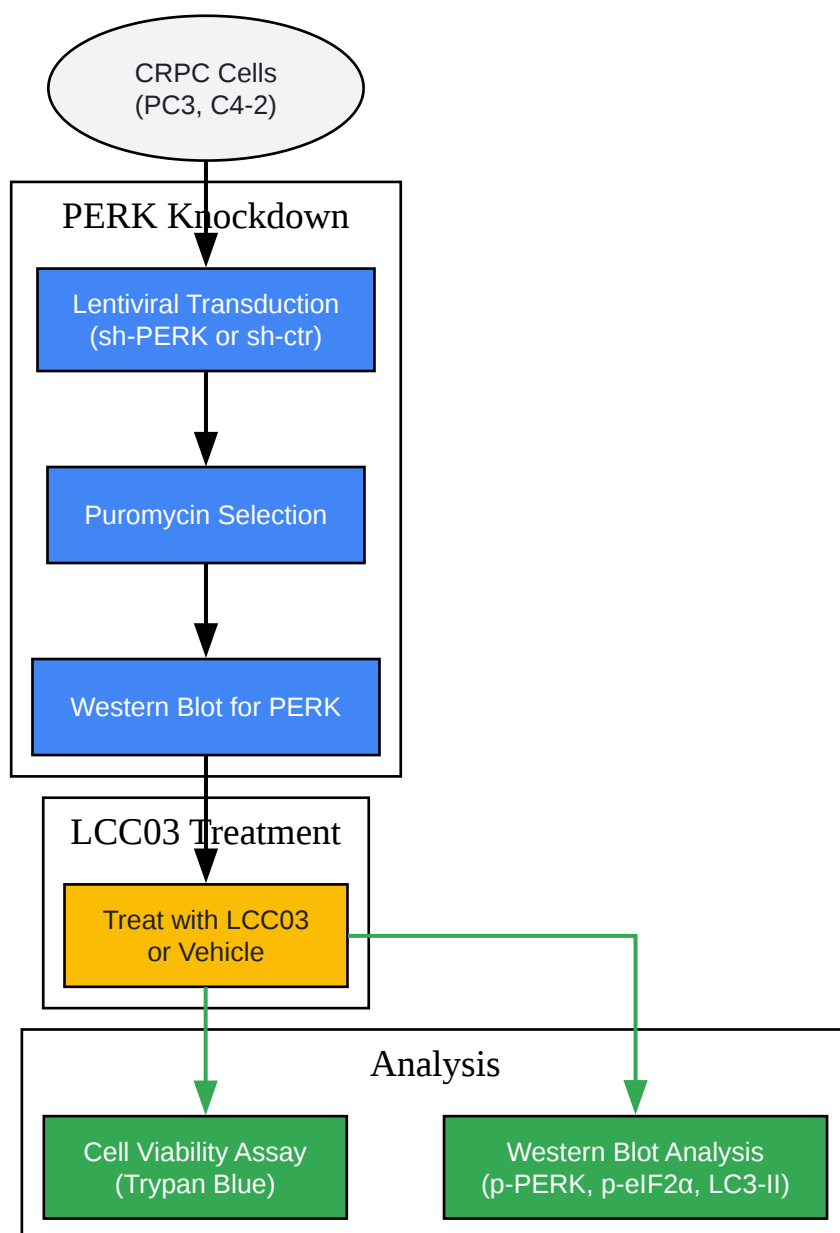 CRPC Cells
(PC3, C4-2)
PERK Knockdown
Lentiviral Transduction
(sh-PERK or sh-ctr)
Puromycin Selection
Western Blot for PERK
LCC03 Treatment
Treat with LCC03
or Vehicle
Analysis
Cell Viability Assay
(Trypan Blue)
Western Blot Analysis
(p-PERK, p-eIF2α, LC3-II)